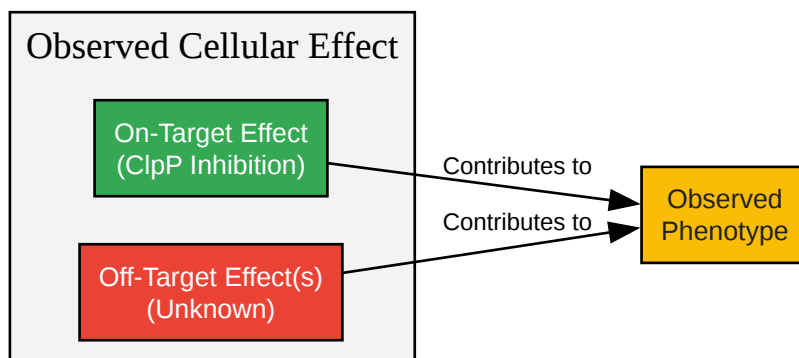 Observed Cellular Effect
On-Target Effect
(ClpP Inhibition)
Contributes to
Observed
Phenotype
Contributes to
Off-Target Effect(s)
(Unknown)